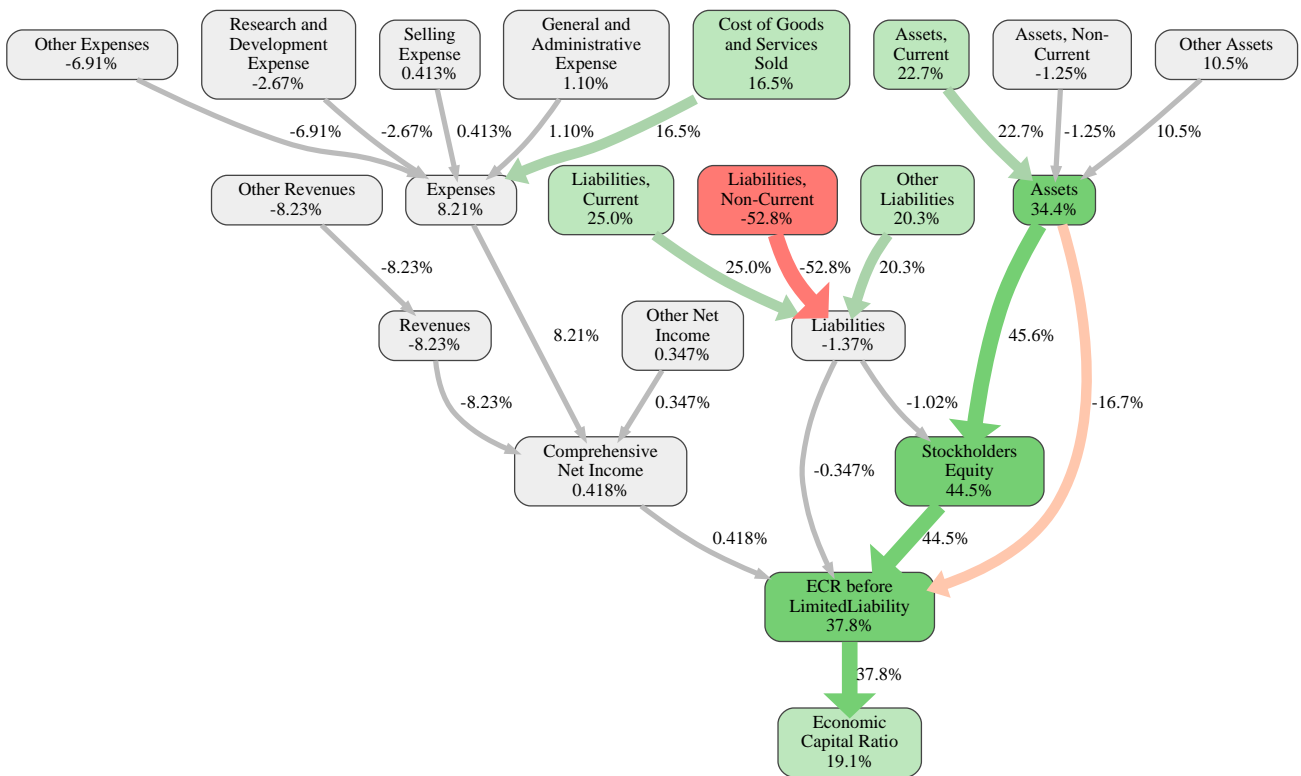 Other Expenses
-6.91%
Research and
Development
Expense
-2.67%
Selling
Expense
0.413%
General and
Administrative
Expense
1.10%
Cost of Goods
and Services
Sold
16.5%
Assets,
Current
22.7%
Assets, Non-
Current
-1.25%
Other Assets
10.5%
-6.91%
-2.67%
0.413%
1.10%
16.5%
22.7%
-1.25%
10.5%
Other Revenues
-8.23%
Expenses
8.21%
Liabilities,
Current
25.0%
Liabilities,
Non-Current
-52.8%
Other
Liabilities
20.3%
Assets
34.4%
-8.23%
25.0%
-52.8%
20.3%
Revenues
-8.23%
8.21%
Other Net
Income
0.347%
Liabilities
-1.37%
45.6%
-8.23%
0.347%
-1.02%
-16.7%
Comprehensive
Net Income
0.418%
-0.347%
Stockholders
Equity
44.5%
0.418%
44.5%
ECR before
LimitedLiability
37.8%
37.8%
Economic
Capital Ratio
19.1%